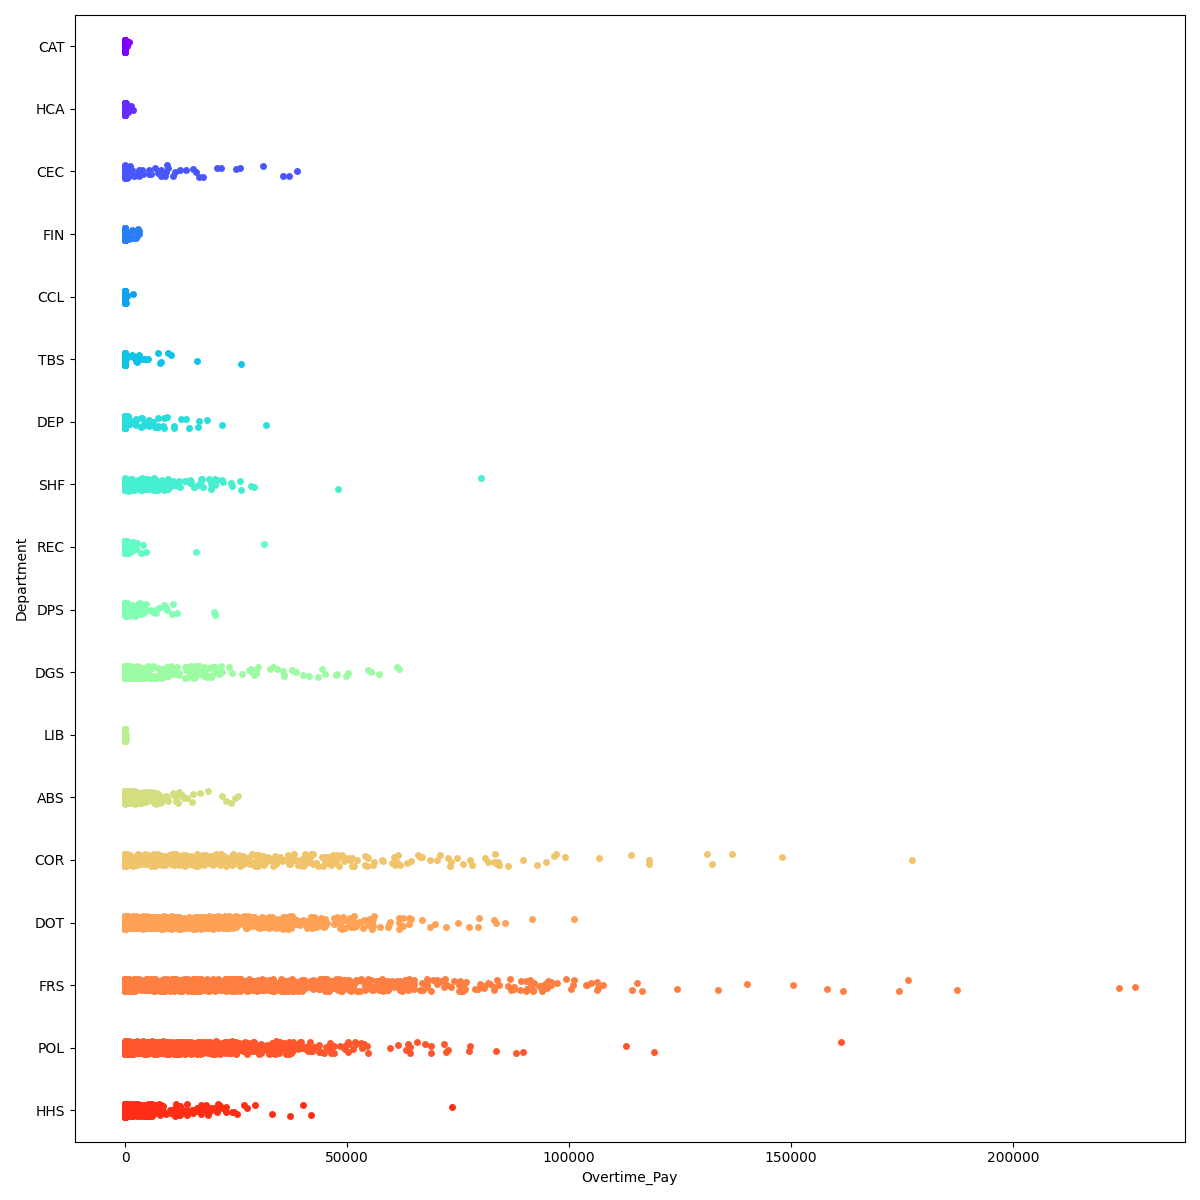 CAT
HCA
CEC
FIN
CCL
TBS
DEP
SHF
REC
DPS
DGS
LIB
ABS
COR
DOT
FRS
POL
HHS
Department
0 50000 100000 150000 200000
Overtime_Pay